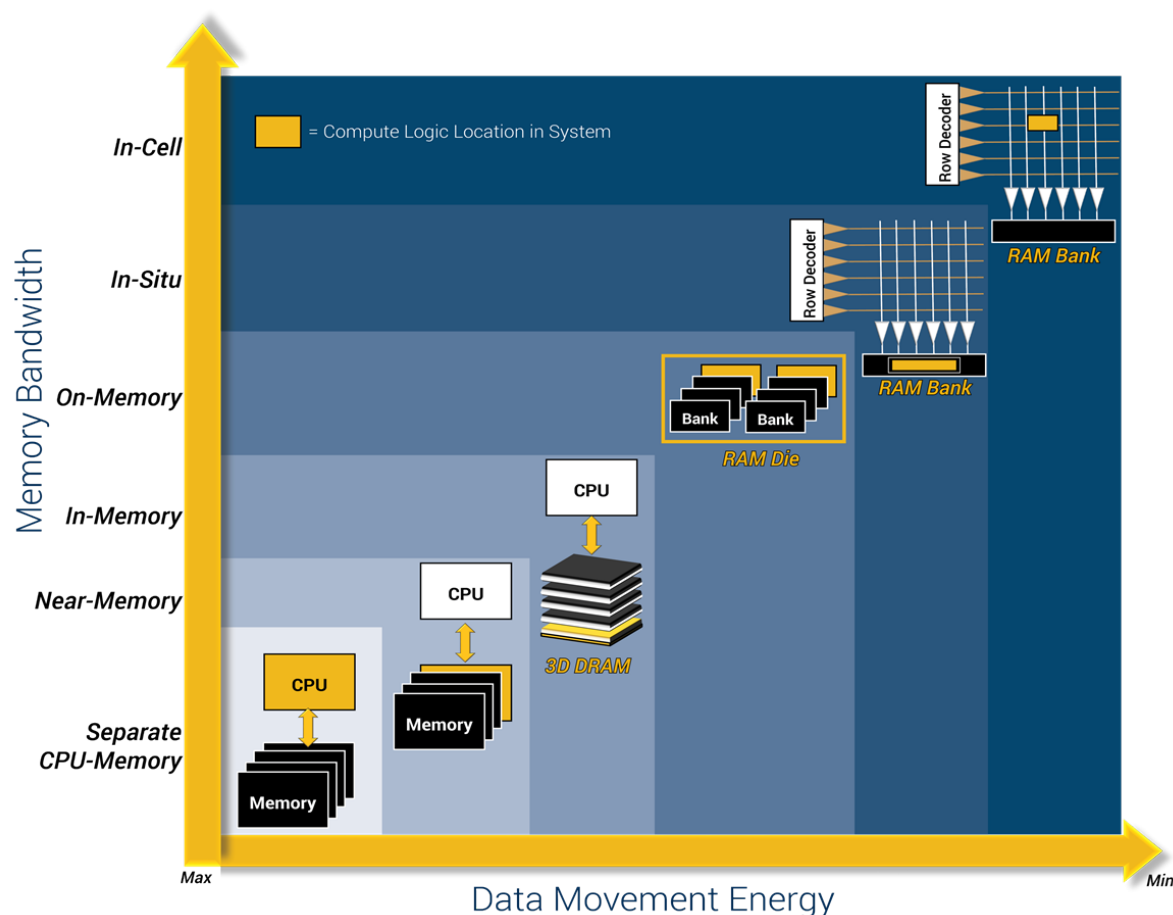 Memory Bandwidth
In-Cell
In-Situ
On-Memory
In-Memory
Near-Memory
Separate
CPU-Memory
= Compute Logic Location in System
Row Decoder
RAM Bank
Row Decoder
RAM Bank
Bank
Bank
RAM Die
CPU
3D DRAM
CPU
Memory
CPU
Memory
Max
Data Movement Energy
Min